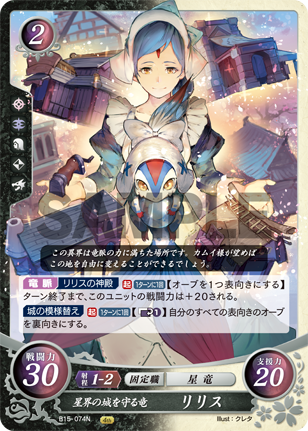 2
SAMPLE
この異界は竜脈の力に満ちた場所です。カムイ様が望めば
この地を自由に変えることができるでしょう。
竜脈 リリスの神殿 起 1ターンに1回 【オーブを1つ表向きにする】
ターン終了まで、このユニットの戦闘力は+20される。
城の模様替え 起 1ターンに1回 【】自分のすべての表向きのオーブ
を裏向きにする。
戦闘力
30
射程 1-2 固定職 星竜
支援力
20
星界の城を守る竜 リリス
B15-074N
Illust:クレタ